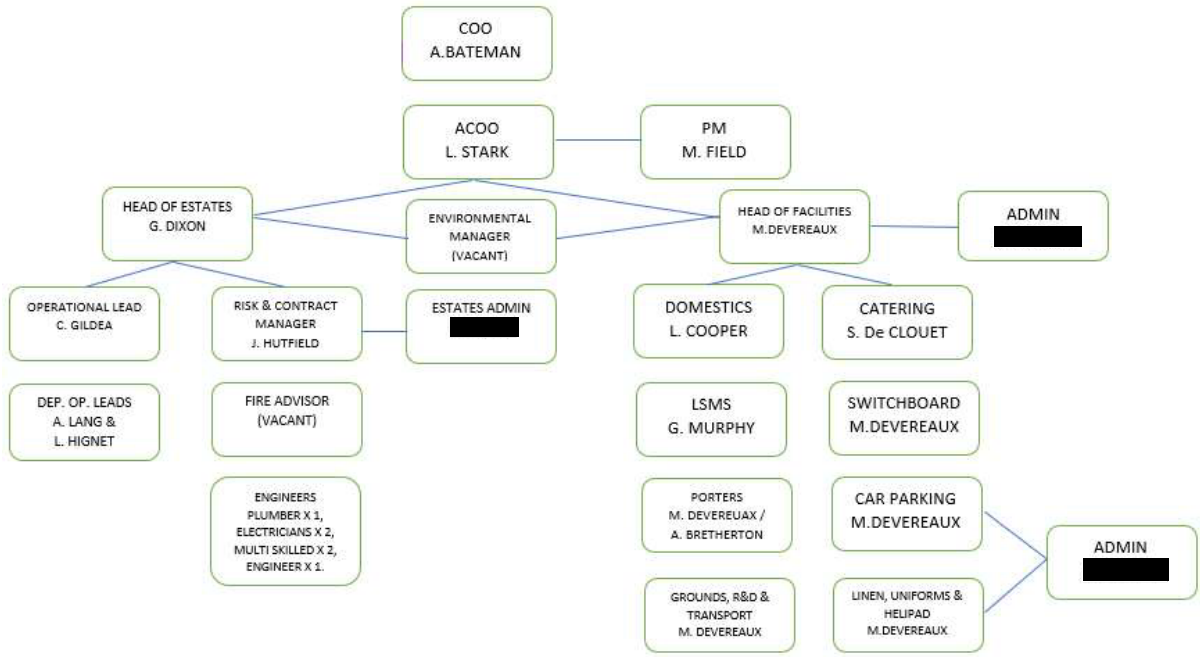 COO
A.BATEMAN
ACOO
L. STARK
PM
M. FIELD
HEAD OF ESTATES
G. DIXON
ENVIRONMENTAL
MANAGER
(VACANT)
HEAD OF FACILITIES
M.DEVEREAUX
ADMIN
OPERATIONAL LEAD
C. GILDEA
RISK & CONTRACT
MANAGER
J. HUTFIELD
ESTATES ADMIN
DOMESTICS
L. COOPER
CATERING
S. De CLOUET
DEP. OP. LEADS
A. LANG &
L. HIGNET
FIRE ADVISOR
(VACANT)
LSMS
G. MURPHY
SWITCHBOARD
M.DEVEREAUX
ENGINEERS
PLUMBER X 1,
ELECTRICIANS X 2,
MULTI SKILLED X 2,
ENGINEER X 1.
PORTERS
M. DEVEREUAX /
A. BRETHERTON
CAR PARKING
M.DEVEREAUX
ADMIN
GROUNDS, R&D &
TRANSPORT
M. DEVEREAUX
LINEN, UNIFORMS &
HELIPAD
M.DEVEREAUX